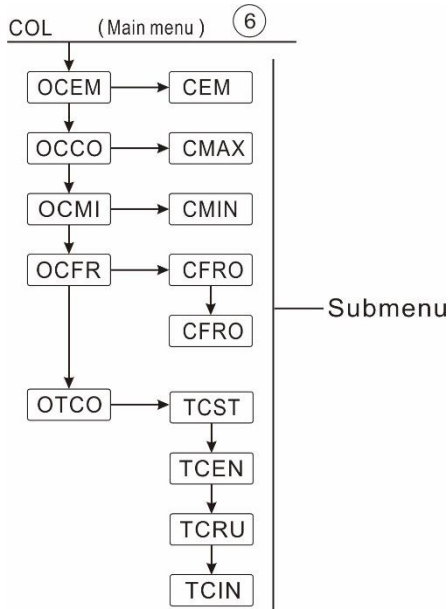 COL (Main menu) ⑥
OCEM CEM
OCCO CMAX
OCMI CMIN
OCFR CFRO
CFRO
Submenu
OTCO TCST
TCEN
TCRU
TCIN